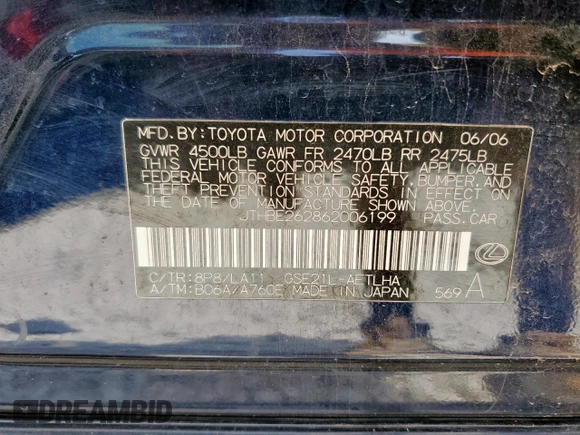 MFD. BY: TOYOTA MOTOR CORPORATION 06/06
GVWR 4500LB GAWR FR 2470LB RR 2475LB
THIS VEHICLE CONFORMS TO ALL APPLICABLE
FEDERAL MOTOR VEHICLE SAFETY, BUMPER, AND
THEFT PREVENTION STANDARDS IN EFFECT ON
THE DATE OF MANUFACTURE SHOWN ABOVE.
JTHBE262862006199 PASS. CAR
C/TR: 8P8/LA11 GSE21L-AETLHA
A/TM: B06A/A760E MADE IN JAPAN 569 A
DREAMBID